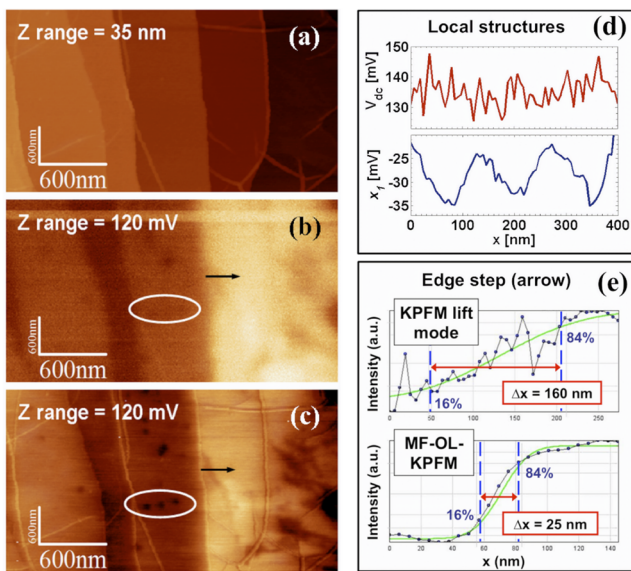 Z range = 35 nm
(a)
600nm
600nm
Z range = 120 mV
(b)
600nm
600nm
Z range = 120 mV
(c)
600nm
600nm
Local structures
(d)
V_dc [mV]
150
140
130
x_1 [mV]
-25
-30
-35
0 100 200 300 400
x [nm]
Edge step (arrow)
(e)
KPFM lift
mode
84%
16%
Δx = 160 nm
Intensity (a.u.)
0 50 100 150 200 250
MF-OL-
KPFM
84%
16%
Δx = 25 nm
Intensity (a.u.)
0 20 40 60 80 100 120 140
x (nm)